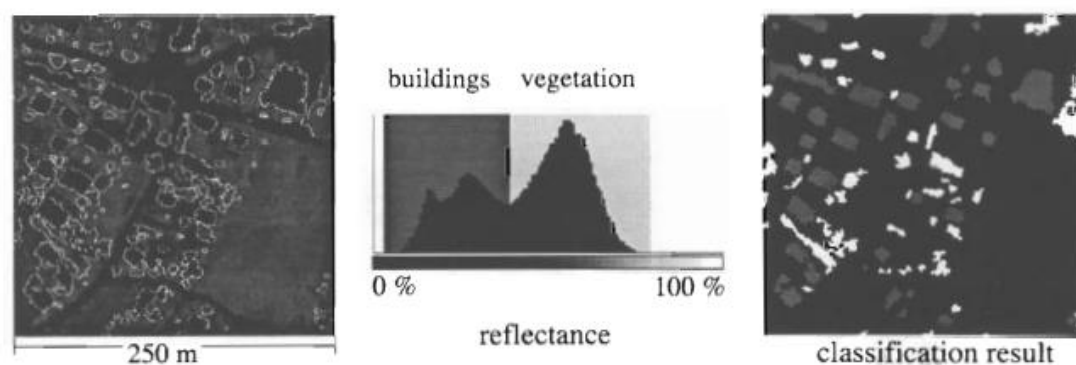 buildings vegetation
0 % 100 %
reflectance
250 m
classification result